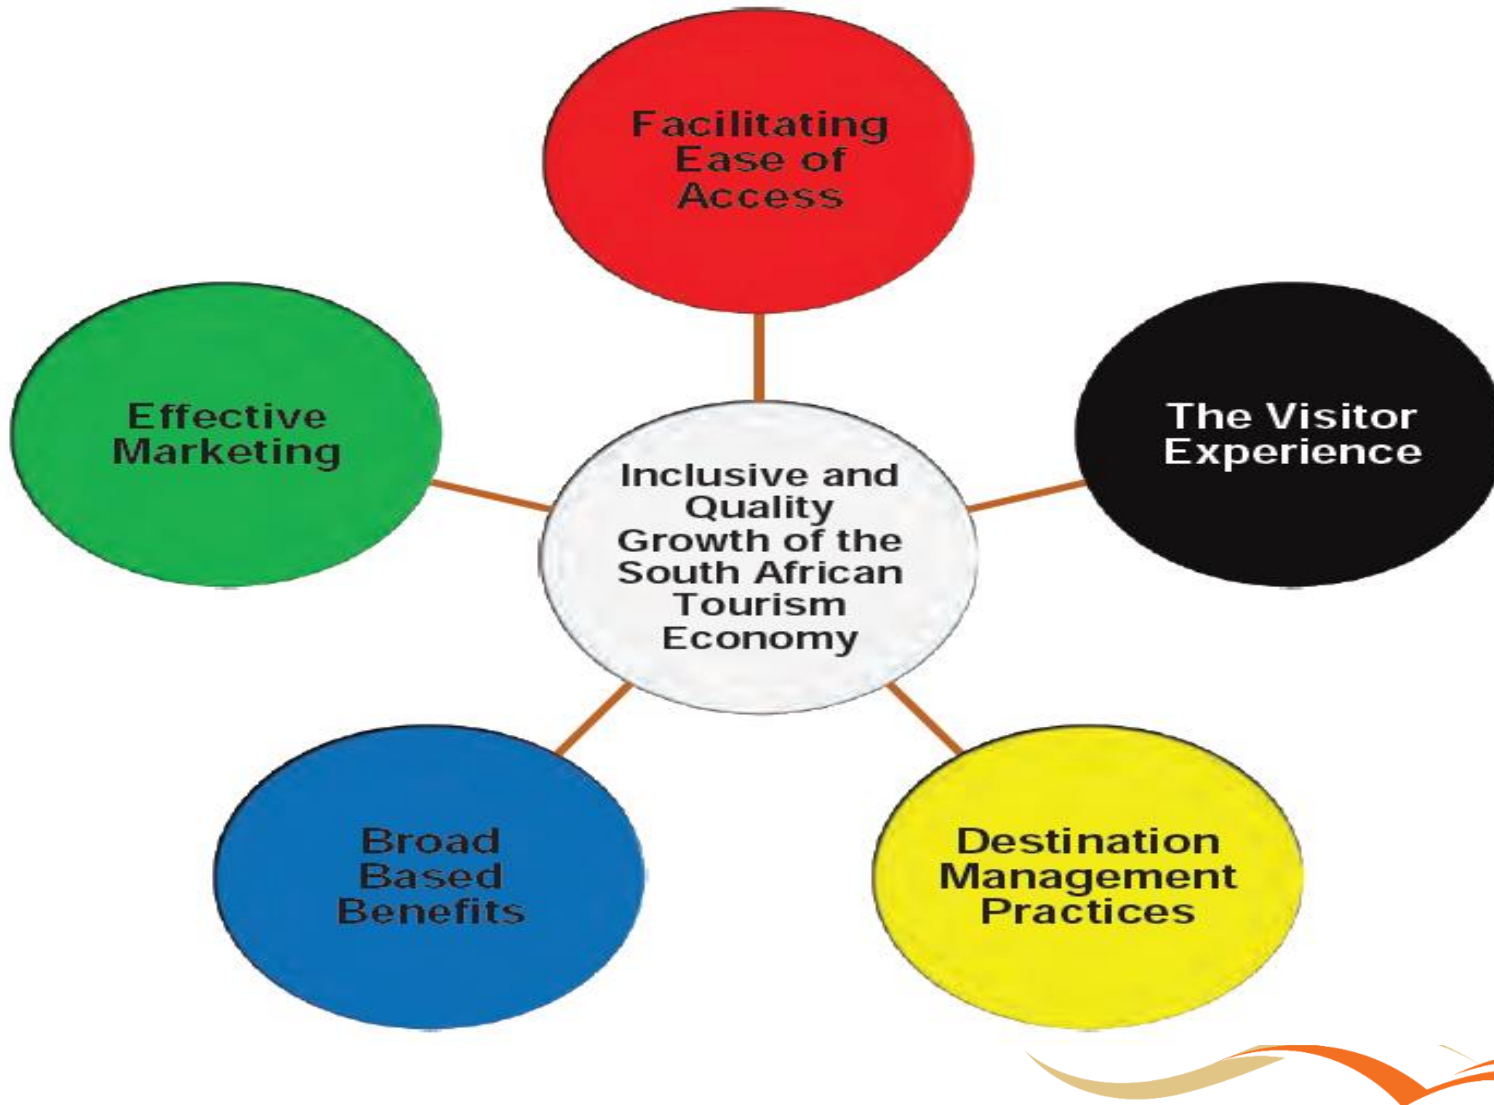 Facilitating
Ease of
Access
Effective
Marketing
The Visitor
Experience
Inclusive and
Quality
Growth of the
South African
Tourism
Economy
Broad
Based
Benefits
Destination
Management
Practices